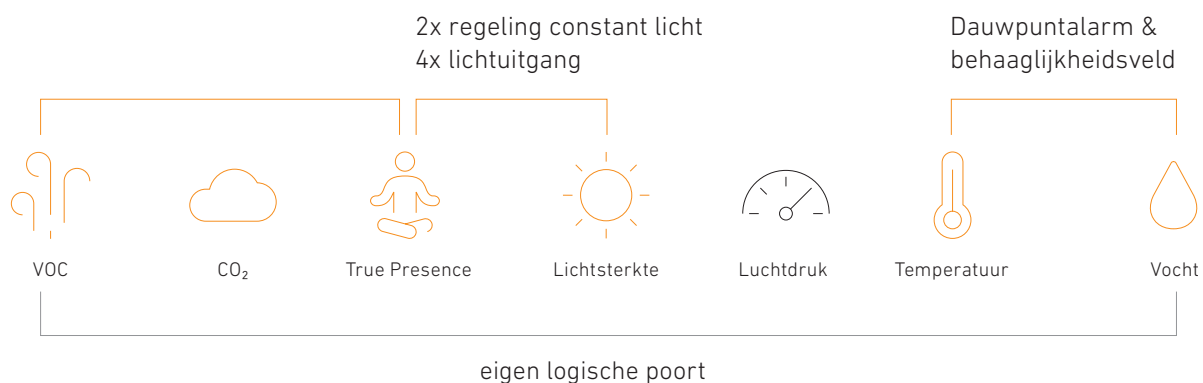 2x regeling constant licht
4x lichtuitgang
Dauwpuntalarm &
behaaglijkheidsveld
VOC
CO₂
True Presence
Lichtsterkte
Luchtdruk
Temperatuur
Vocht
eigen logische poort